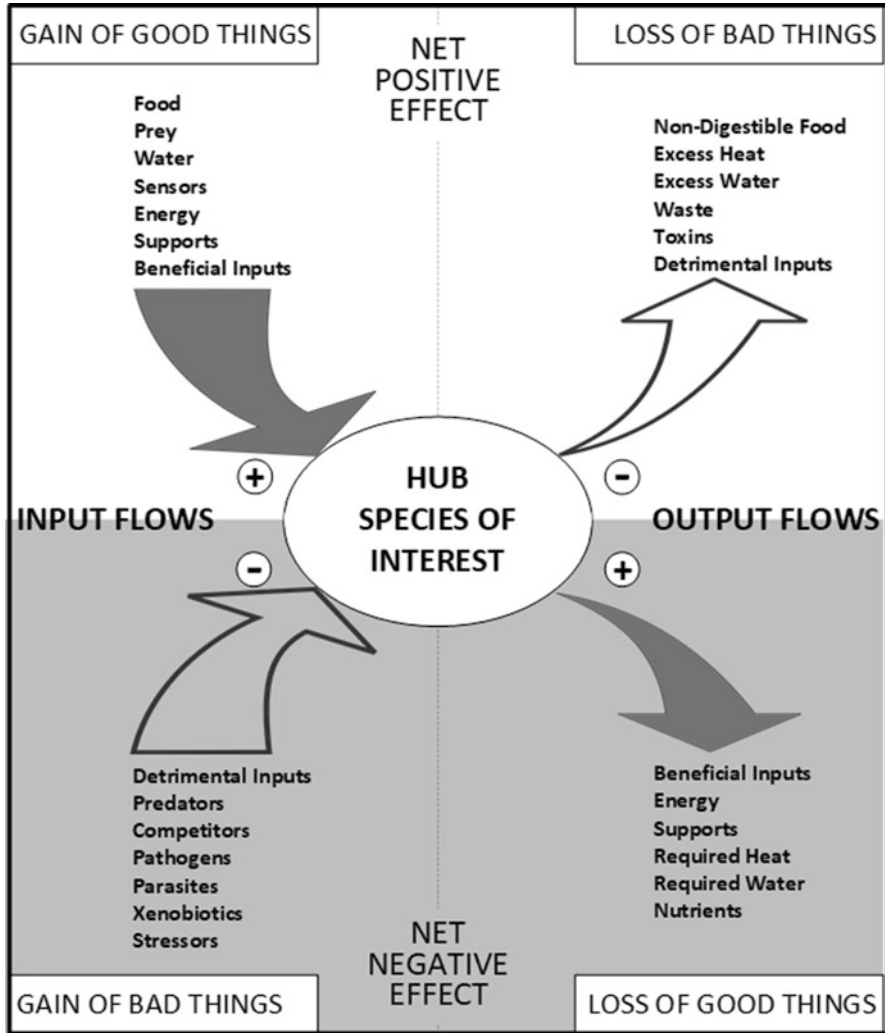 GAIN OF GOOD THINGS
NET
POSITIVE
EFFECT
LOSS OF BAD THINGS
Food
Prey
Water
Sensors
Energy
Supports
Beneficial Inputs
Non-Digestible Food
Excess Heat
Excess Water
Waste
Toxins
Detrimental Inputs
+
-
INPUT FLOWS
HUB
SPECIES OF
INTEREST
OUTPUT FLOWS
-
+
Detrimental Inputs
Predators
Competitors
Pathogens
Parasites
Xenobiotics
Stressors
Beneficial Inputs
Energy
Supports
Required Heat
Required Water
Nutrients
GAIN OF BAD THINGS
NET
NEGATIVE
EFFECT
LOSS OF GOOD THINGS